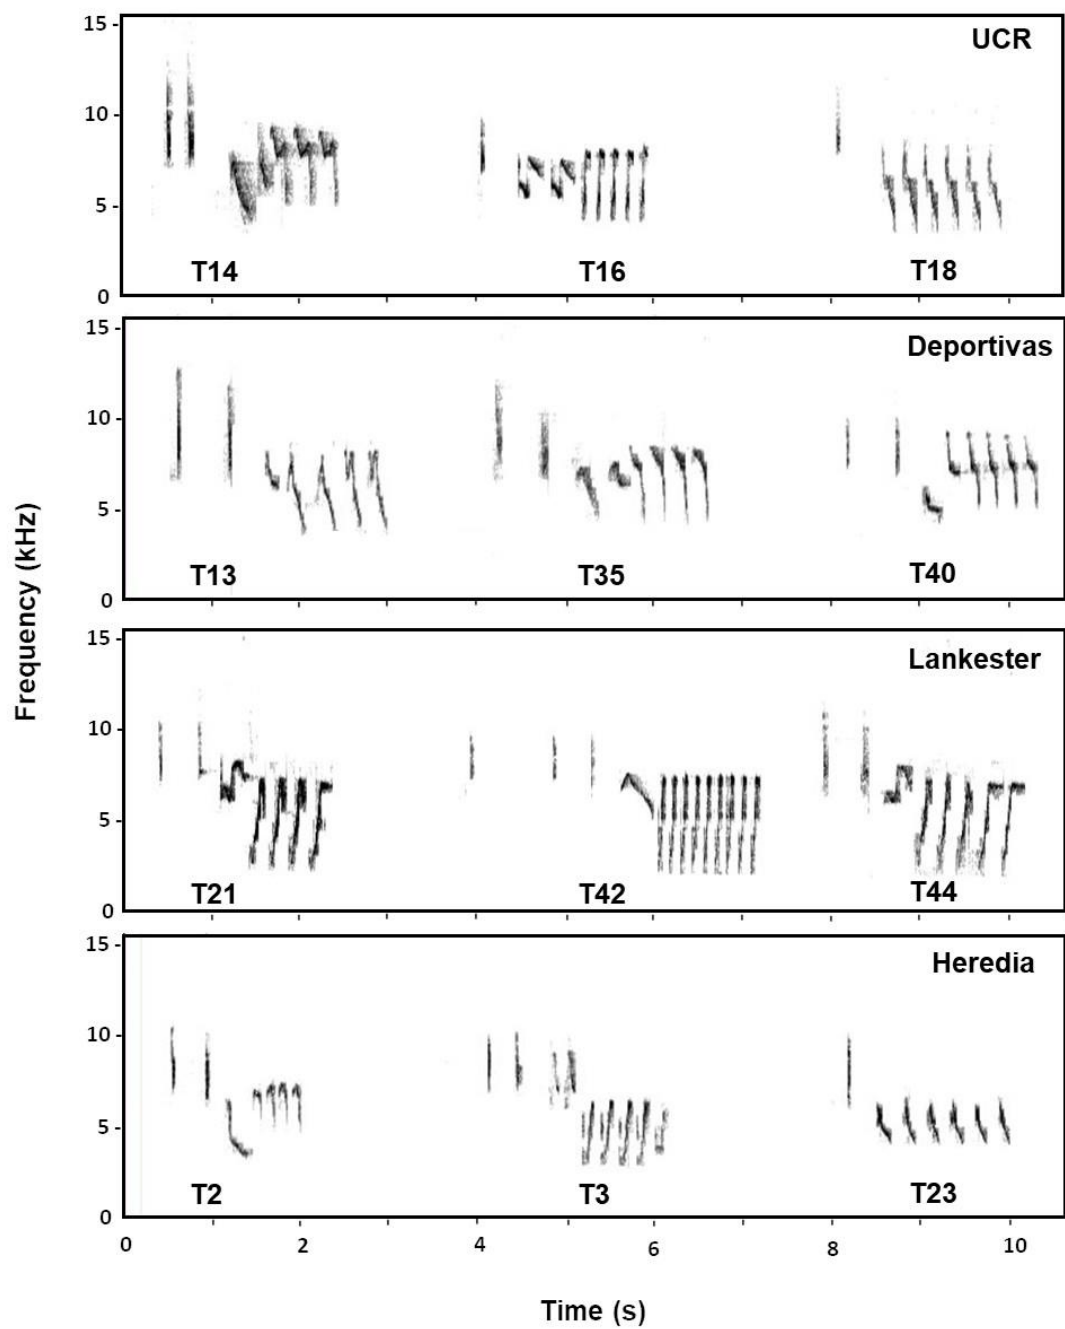 15
UCR
10
5
T14 T16 T18
0
15
Deportivas
10
5
T13 T35 T40
0
15
Lankester
10
5
T21 T42 T44
0
15
Heredia
10
5
T2 T3 T23
0
0 2 4 6 8 10
Time (s)
Frequency (kHz)